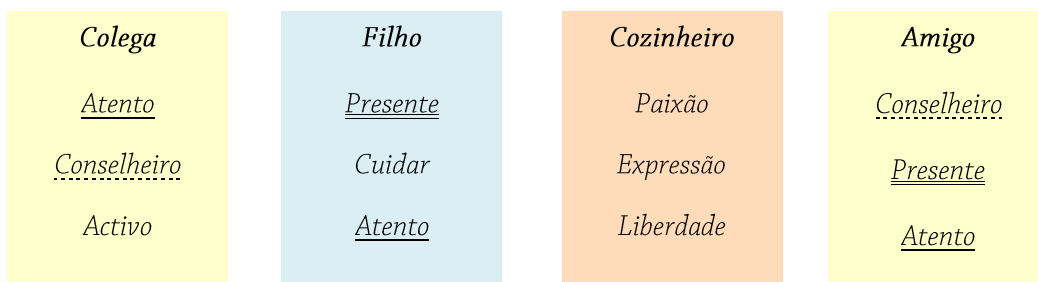 Colega
Atento
Conselheiro
Activo
Filho
Presente
Cuidar
Atento
Cozinheiro
Paixão
Expressão
Liberdade
Amigo
Conselheiro
Presente
Atento